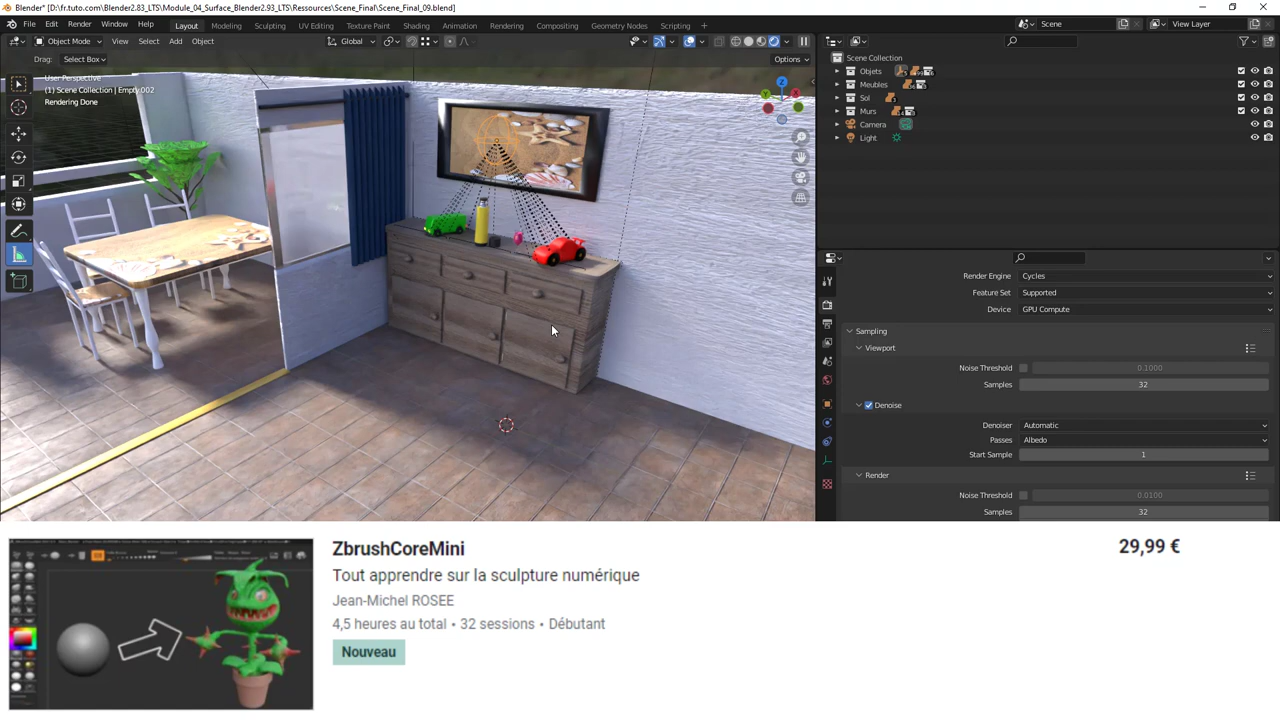 Blender* [D:\fr.tuto.com\Blender2.83_LTS\Module_04_Surface_Blender2.93_LTS\Ressources\Scene_Final\Scene_Final_09.blend]
File Edit Render Window Help Layout Modeling Sculpting UV Editing Texture Paint Shading Animation Rendering Compositing Geometry Nodes Scripting + Scene View Layer
Object Mode View Select Add Object Global
Drag: Select Box Options
User Perspective
(1) Scene Collection | Empty.002
Rendering Done
Z
Y
X
Scene Collection
Objets
Meubles
Sol
Murs
Camera
Light
Render Engine Cycles
Feature Set Supported
Device GPU Compute
Sampling
Viewport
Noise Threshold 0.1000
Samples 32
Denoise
Denoiser Automatic
Passes Albedo
Start Sample 1
Render
Noise Threshold 0.0100
Samples 32
ZbrushCoreMini
29,99 €
Tout apprendre sur la sculpture numérique
Jean-Michel ROSEE
4,5 heures au total • 32 sessions • Débutant
Nouveau